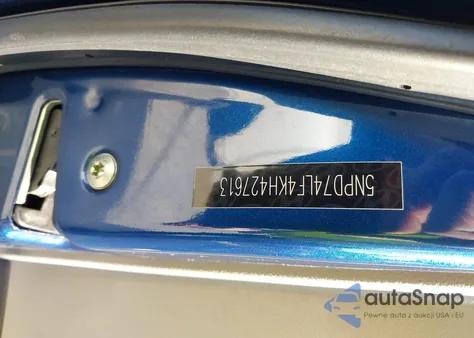 5NPD74LF4KH427613
autaSnap
Pewne auta z aukcji USA i EU